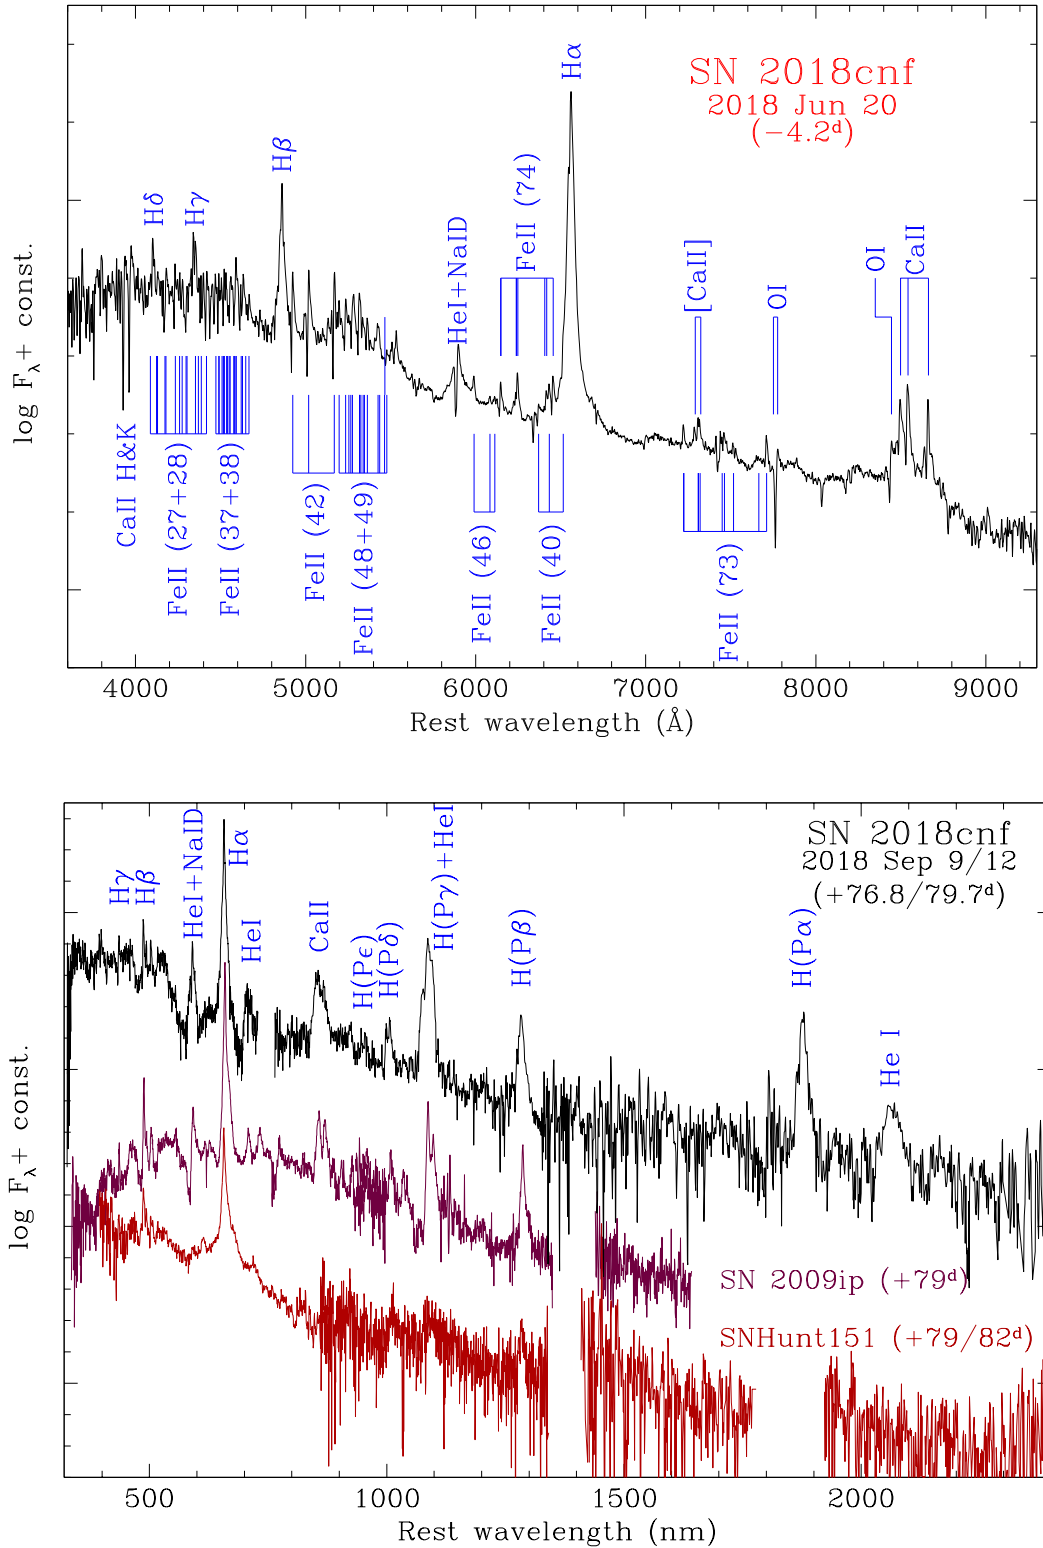 Hα
SN 2018cnf
2018 Jun 20
(−4.2ᵈ)
Hβ
Hδ
Hγ
FeII (74)
HeI+NaID
[CaII]
OI
OI
CaII
CaII H&K
FeII (27+28)
FeII (37+38)
FeII (42)
FeII (48+49)
FeII (46)
FeII (40)
FeII (73)
log Fλ+ const.
4000 5000 6000 7000 8000 9000
Rest wavelength (Å)
Hγ
Hβ
HeI+NaID
Hα
HeI
CaII
H(Pϵ)
H(Pδ)
H(Pγ)+HeI
H(Pβ)
H(Pα)
He I
SN 2018cnf
2018 Sep 9/12
(+76.8/79.7ᵈ)
SN 2009ip (+79ᵈ)
SNHunt151 (+79/82ᵈ)
log Fλ+ const.
500 1000 1500 2000
Rest wavelength (nm)